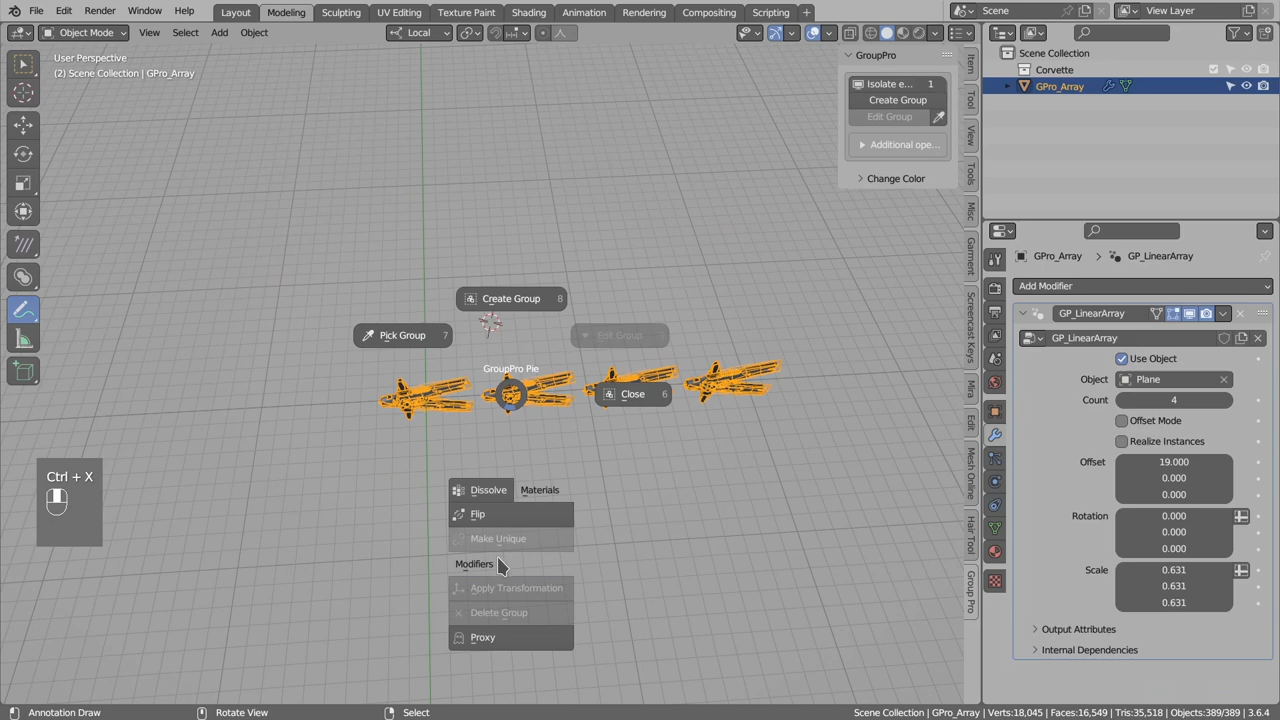 File Edit Render Window Help
Layout Modeling Sculpting UV Editing Texture Paint Shading Animation Rendering Compositing Scripting +
Scene
View Layer
Object Mode View Select Add Object
Local
User Perspective
(2) Scene Collection | GPro_Array
GroupPro
Isolate e... 1
Create Group
Edit Group
Additional ope...
Change Color
Item
Tool
View
Tools
Misc
Garment
Screencast Keys
Mira
Edit
Mesh Online
Hair Tool
Group Pro
Scene Collection
Corvette
GPro_Array
GPro_Array > GP_LinearArray
Add Modifier
GP_LinearArray
GP_LinearArray
Use Object
Object Plane
Count 4
Offset Mode
Realize Instances
Offset 19.000
0.000
0.000
Rotation 0.000
0.000
0.000
Scale 0.631
0.631
0.631
Output Attributes
Internal Dependencies
Create Group 8
Pick Group 7
Edit Group
GroupPro Pie
Close 6
Dissolve Materials
Flip
Make Unique
Modifiers
Apply Transformation
Delete Group
Proxy
Ctrl + X
Annotation Draw
Rotate View
Select
Scene Collection | GPro_Array | Verts:18,045 | Faces:16,549 | Tris:35,518 | Objects:389/389 | 3.6.4